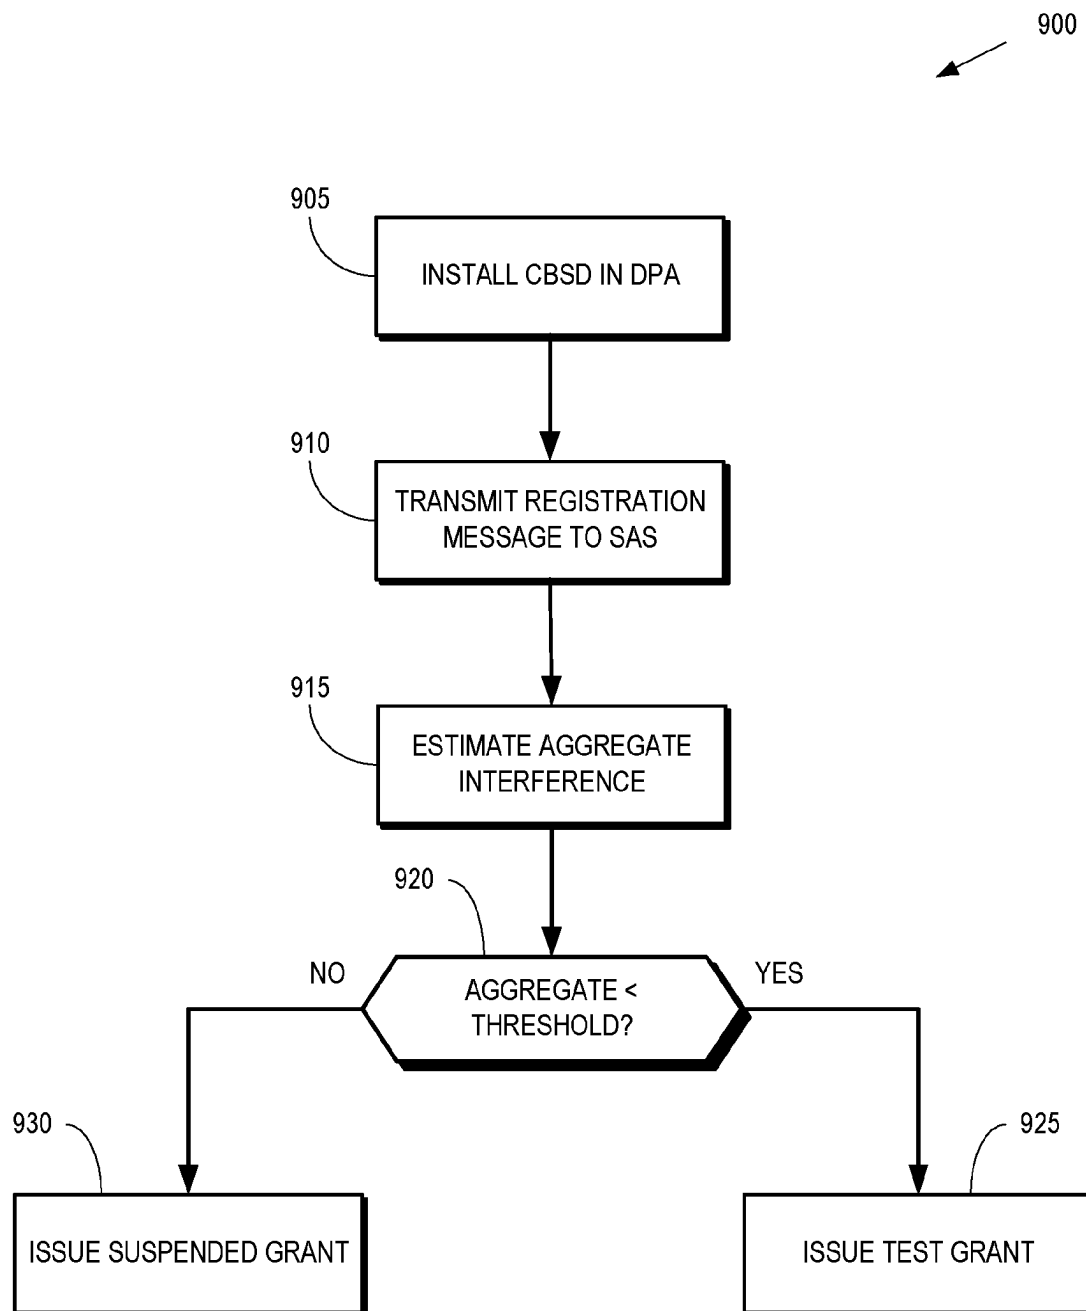 900
905
INSTALL CBSD IN DPA
910
TRANSMIT REGISTRATION
MESSAGE TO SAS
915
ESTIMATE AGGREGATE
INTERFERENCE
920
NO
YES
AGGREGATE <
THRESHOLD?
930
925
ISSUE SUSPENDED GRANT
ISSUE TEST GRANT